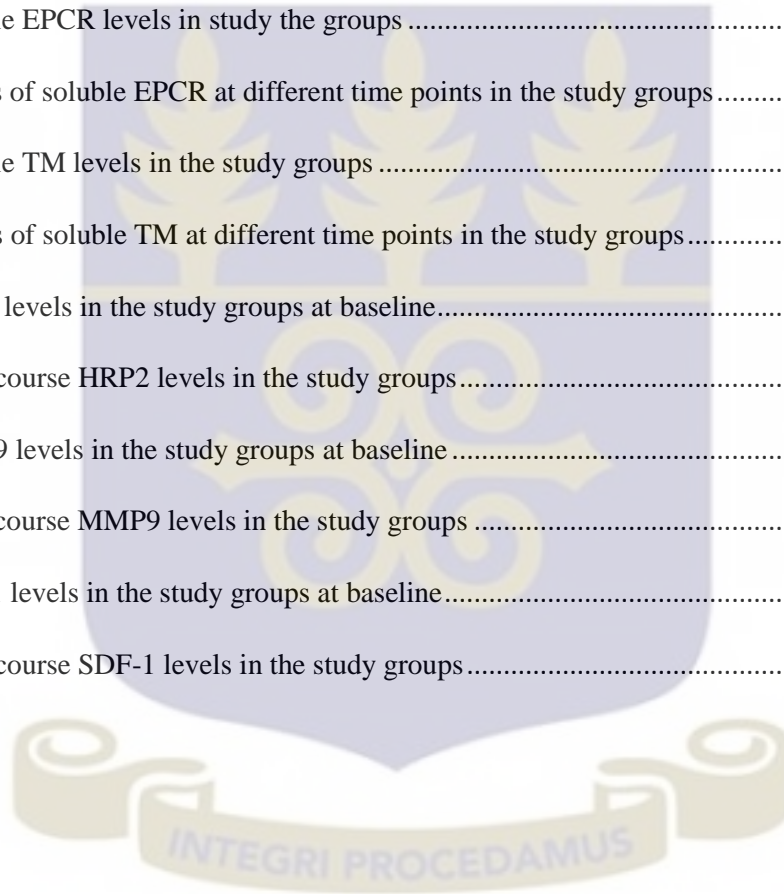 le EPCR levels in study the groups ................................................
s of soluble EPCR at different time points in the study groups .............
le TM levels in the study groups ................................................
s of soluble TM at different time points in the study groups .............
levels in the study groups at baseline ................................................
course HRP2 levels in the study groups ................................................
9 levels in the study groups at baseline ................................................
course MMP9 levels in the study groups ................................................
levels in the study groups at baseline ................................................
course SDF-1 levels in the study groups ................................................
INTEGRI PROCEDAMUS